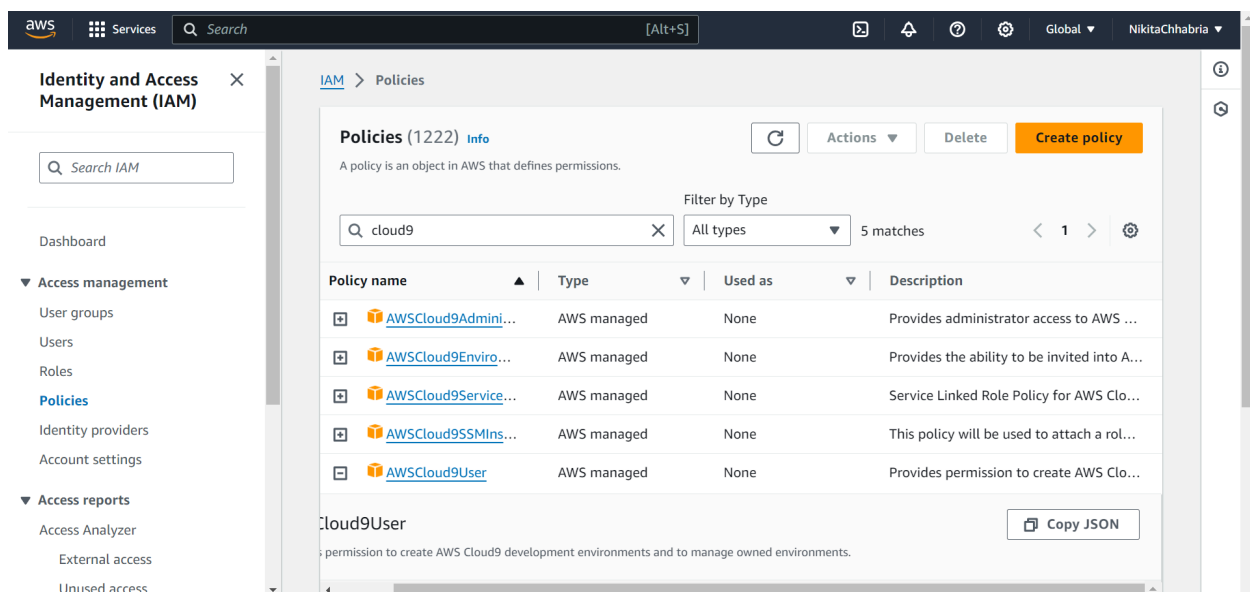 aws
Services
Search
[Alt+S]
Global
NikitaChhabria
Identity and Access
Management (IAM)
Search IAM
Dashboard
Access management
User groups
Users
Roles
Policies
Identity providers
Account settings
Access reports
Access Analyzer
External access
Unused access
IAM > Policies
Policies (1222) Info
A policy is an object in AWS that defines permissions.
Actions
Delete
Create policy
Filter by Type
cloud9
All types
5 matches
1
Policy name Type Used as Description
AWSCloud9Admini... AWS managed None Provides administrator access to AWS ...
AWSCloud9Enviro... AWS managed None Provides the ability to be invited into A...
AWSCloud9Service... AWS managed None Service Linked Role Policy for AWS Clo...
AWSCloud9SSMIns... AWS managed None This policy will be used to attach a rol...
AWSCloud9User AWS managed None Provides permission to create AWS Clo...
Cloud9User
Copy JSON
s permission to create AWS Cloud9 development environments and to manage owned environments.